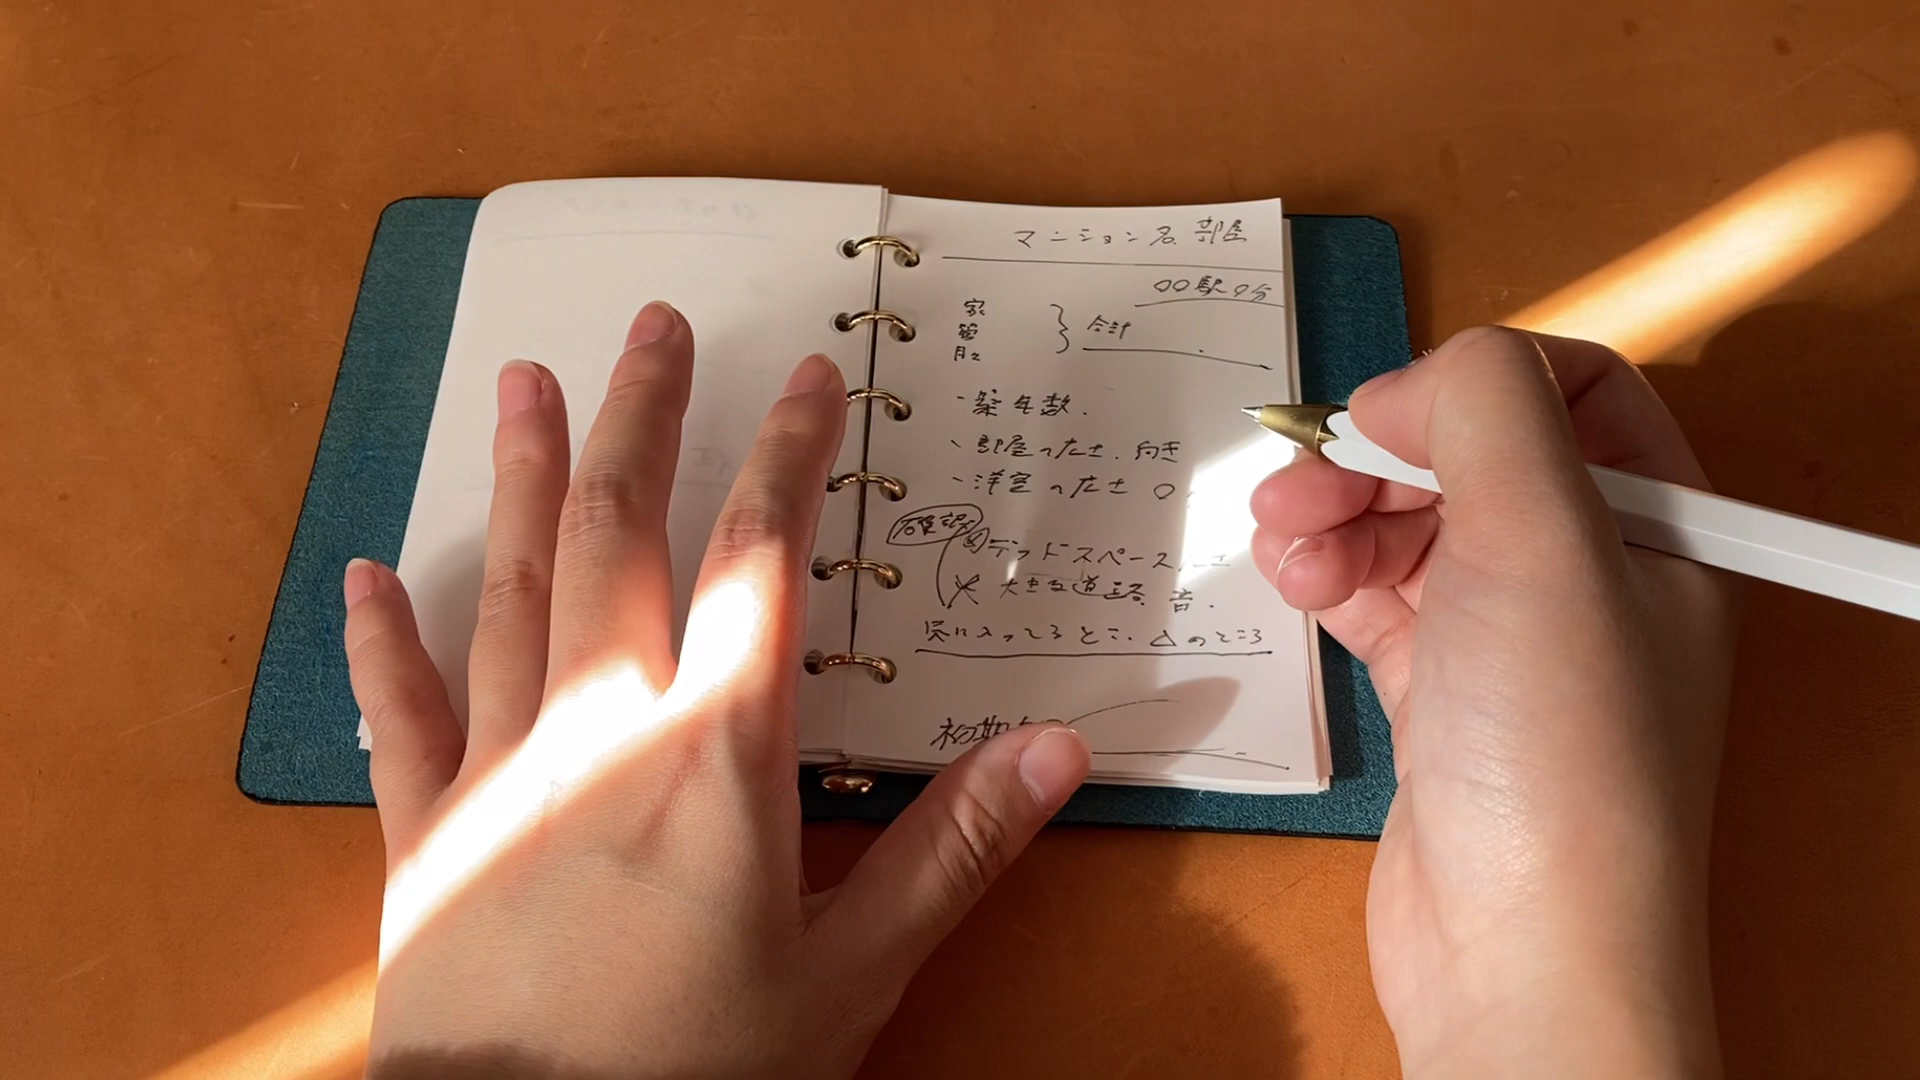 マンション名 部屋
〇〇駅〇分
家
管
月々
} 合計
・築年数.
・部屋の広さ. 向き
・洋室の広さ 〇
確認
デッドスペース
大きな道路. 音.
気に入ってるとこ. △のところ
初期